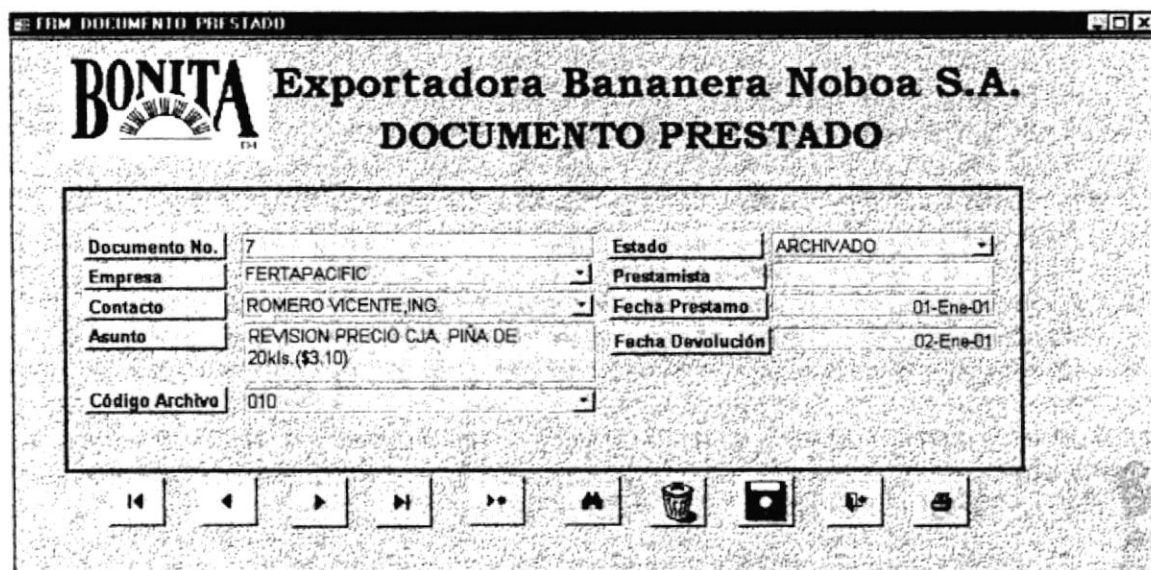 FRM DOCUMENTO PRESTADO
BONITA
TM
Exportadora Bananera Noboa S.A.
DOCUMENTO PRESTADO
Documento No. 7
Empresa FERTAPACIFIC
Contacto ROMERO VICENTE,ING.
Asunto REVISION PRECIO CJA. PIÑA DE
20kls.($3,10)
Código Archivo 010
Estado ARCHIVADO
Prestamista
Fecha Prestamo 01-Ene-01
Fecha Devolución 02-Ene-01